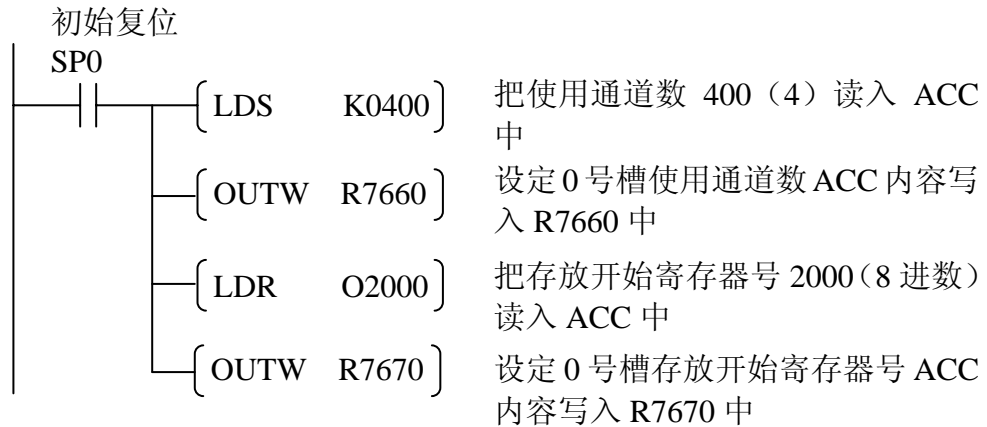 初始复位
SP0
LDS K0400 把使用通道数 400（4）读入 ACC
中
OUTW R7660 设定 0 号槽使用通道数 ACC 内容写
入 R7660 中
LDR O2000 把存放开始寄存器号 2000（8 进数）
读入 ACC 中
OUTW R7670 设定 0 号槽存放开始寄存器号 ACC
内容写入 R7670 中